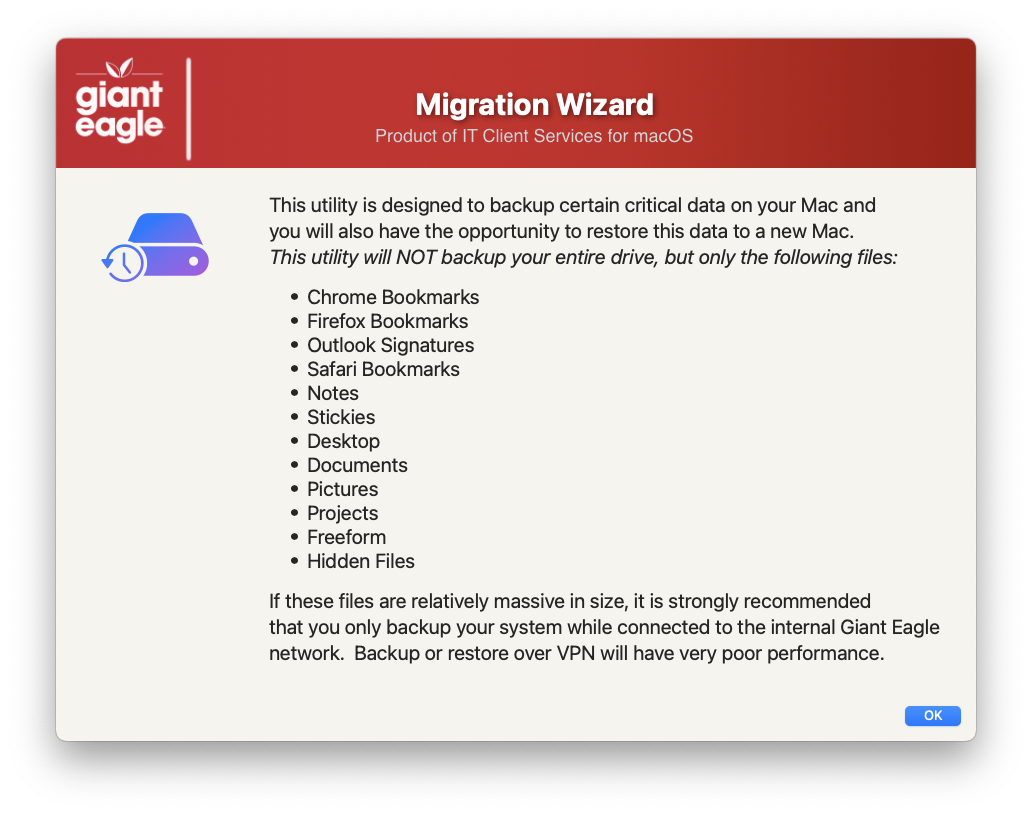 giant
eagle
Migration Wizard
Product of IT Client Services for macOS
This utility is designed to backup certain critical data on your Mac and
you will also have the opportunity to restore this data to a new Mac.
This utility will NOT backup your entire drive, but only the following files:
• Chrome Bookmarks
• Firefox Bookmarks
• Outlook Signatures
• Safari Bookmarks
• Notes
• Stickies
• Desktop
• Documents
• Pictures
• Projects
• Freeform
• Hidden Files
If these files are relatively massive in size, it is strongly recommended
that you only backup your system while connected to the internal Giant Eagle
network.  Backup or restore over VPN will have very poor performance.
OK